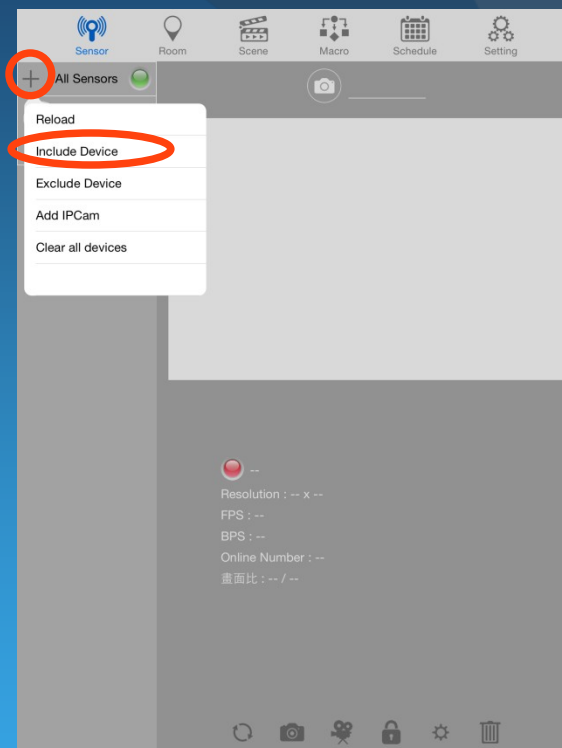 Sensor
Room
Scene
Macro
Schedule
Setting
All Sensors
Reload
Include Device
Exclude Device
Add IPCam
Clear all devices
--
Resolution : -- x --
FPS : --
BPS : --
Online Number : --
畫面比 : -- / --